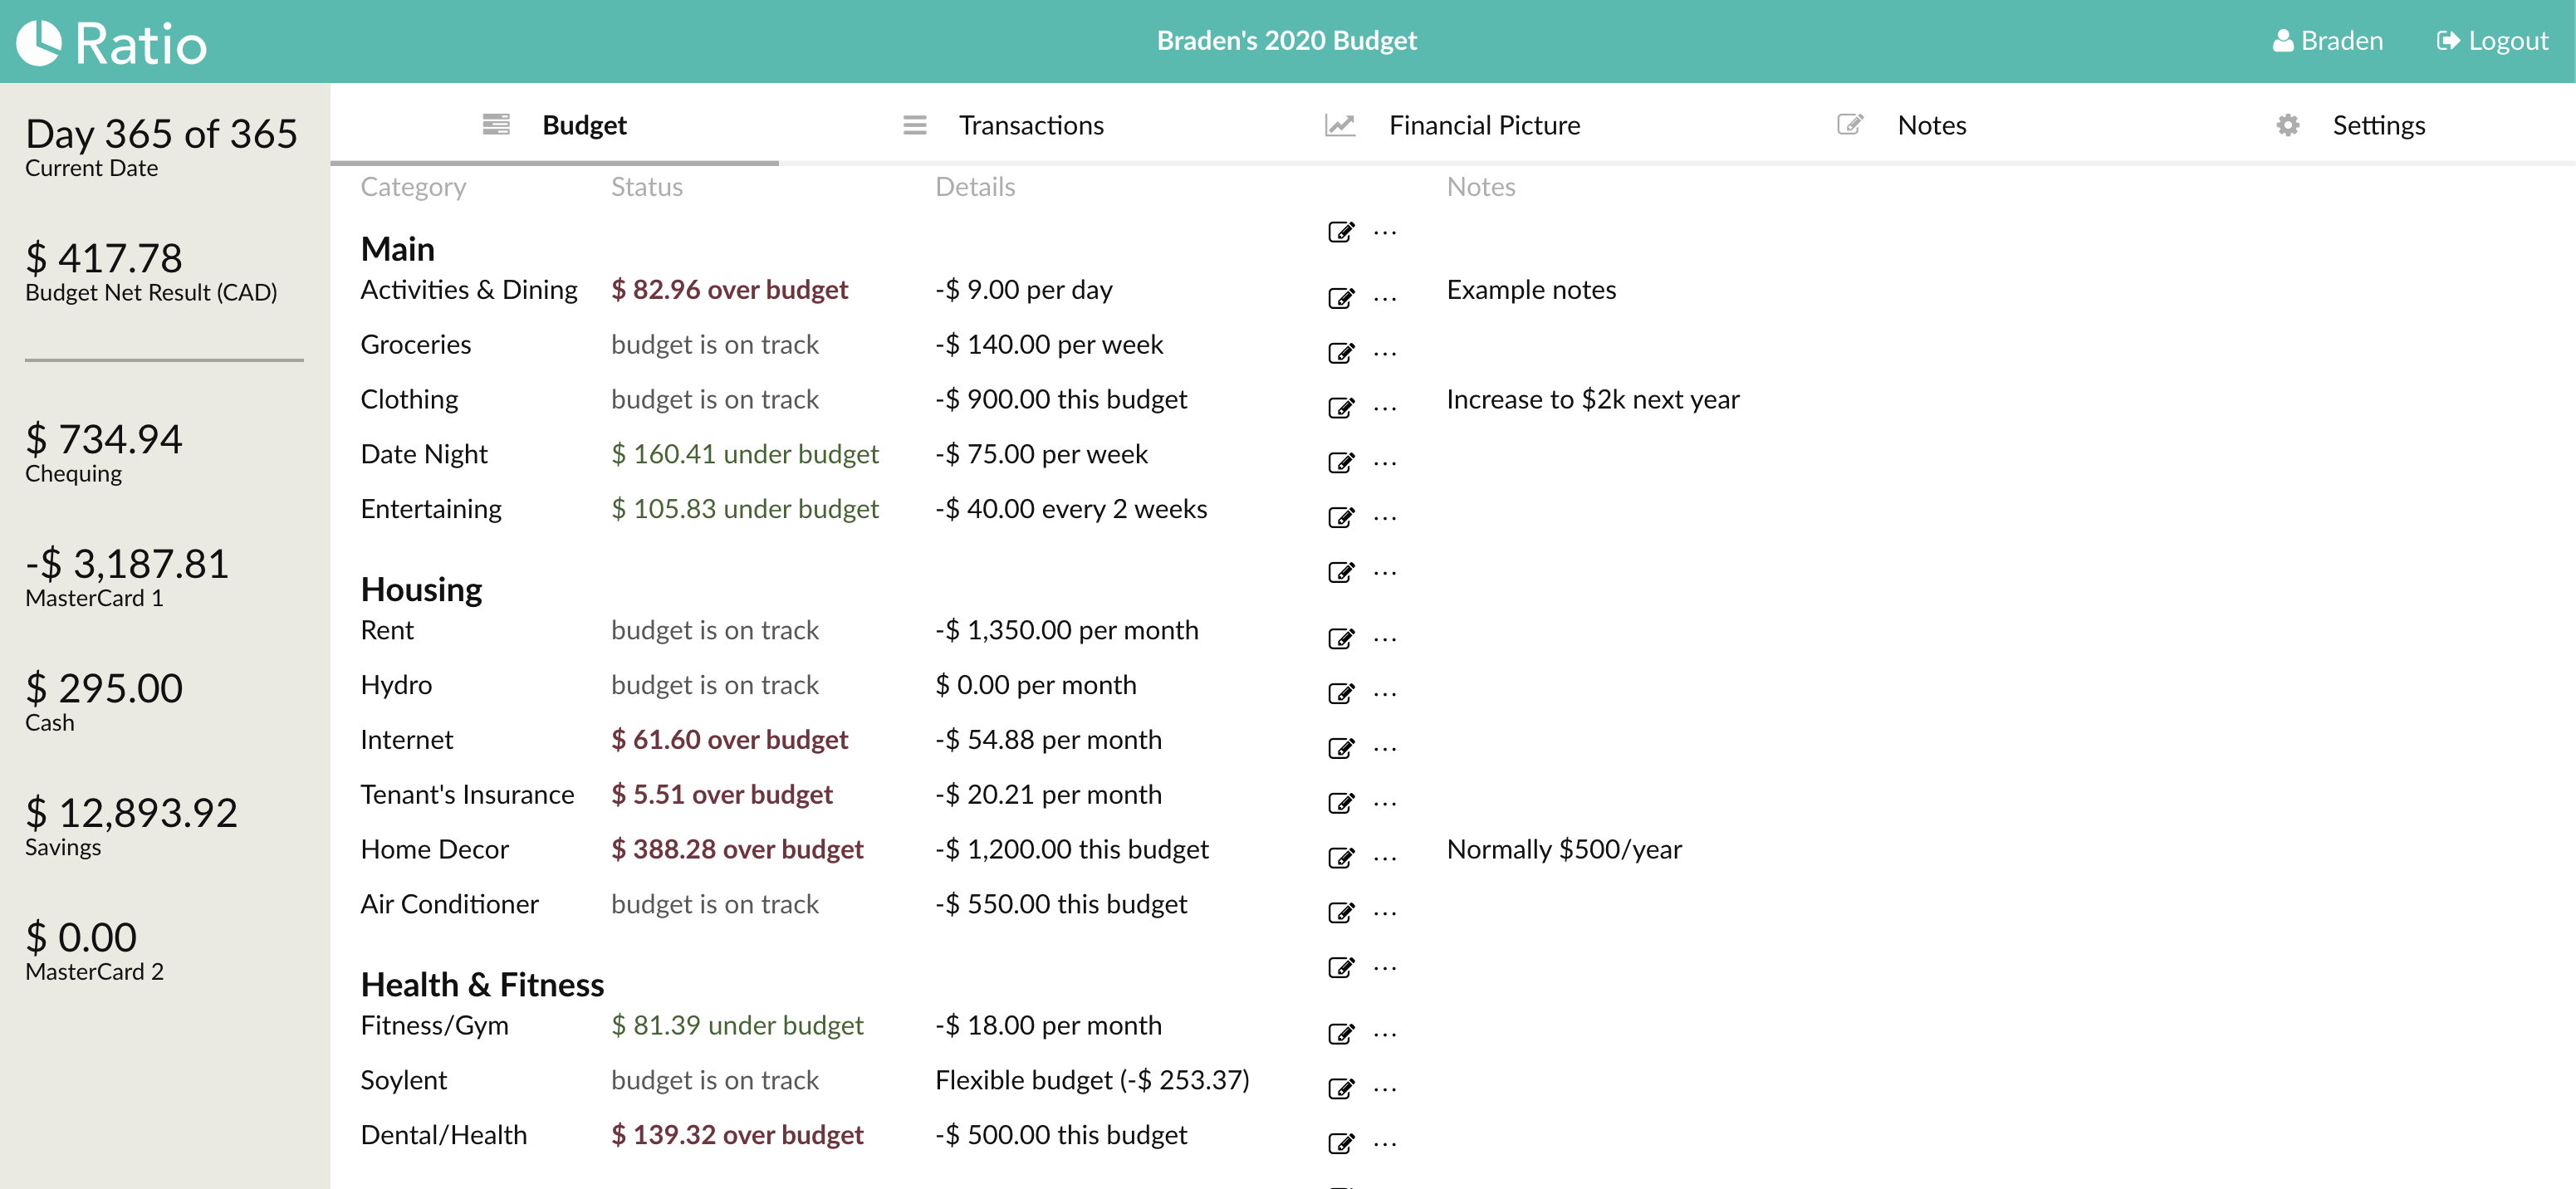 Ratio
Braden's 2020 Budget
Braden
Logout
Day 365 of 365
Current Date
$ 417.78
Budget Net Result (CAD)
$ 734.94
Chequing
-$ 3,187.81
MasterCard 1
$ 295.00
Cash
$ 12,893.92
Savings
$ 0.00
MasterCard 2
Budget Transactions Financial Picture Notes Settings
Category Status Details Notes
Main ...
Activities & Dining $ 82.96 over budget -$ 9.00 per day ... Example notes
Groceries budget is on track -$ 140.00 per week ...
Clothing budget is on track -$ 900.00 this budget ... Increase to $2k next year
Date Night $ 160.41 under budget -$ 75.00 per week ...
Entertaining $ 105.83 under budget -$ 40.00 every 2 weeks ...
Housing ...
Rent budget is on track -$ 1,350.00 per month ...
Hydro budget is on track $ 0.00 per month ...
Internet $ 61.60 over budget -$ 54.88 per month ...
Tenant's Insurance $ 5.51 over budget -$ 20.21 per month ...
Home Decor $ 388.28 over budget -$ 1,200.00 this budget ... Normally $500/year
Air Conditioner budget is on track -$ 550.00 this budget ...
Health & Fitness ...
Fitness/Gym $ 81.39 under budget -$ 18.00 per month ...
Soylent budget is on track Flexible budget (-$ 253.37) ...
Dental/Health $ 139.32 over budget -$ 500.00 this budget ...